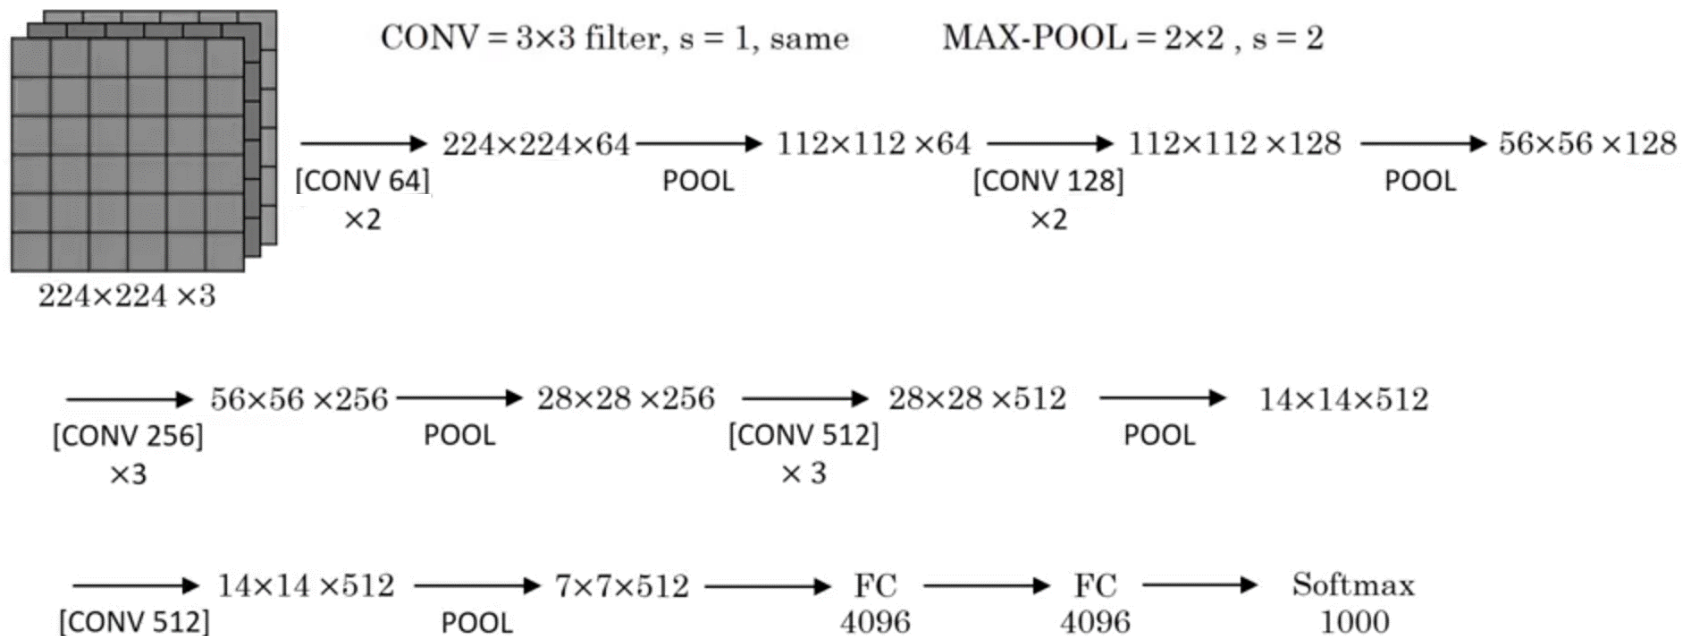 CONV = 3×3 filter, s = 1, same
MAX-POOL = 2×2 , s = 2
224×224 ×3
[CONV 64]
×2
224×224×64
POOL
112×112 ×64
[CONV 128]
×2
112×112 ×128
POOL
56×56 ×128
[CONV 256]
×3
56×56 ×256
POOL
28×28 ×256
[CONV 512]
× 3
28×28 ×512
POOL
14×14×512
[CONV 512]
14×14 ×512
POOL
7×7×512
FC
4096
FC
4096
Softmax
1000